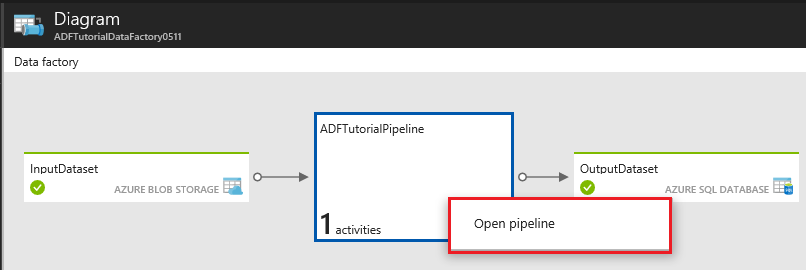 Diagram
ADFTutorialDataFactory0511
Data factory
ADFTutorialPipeline
InputDataset
AZURE BLOB STORAGE
OutputDataset
AZURE SQL DATABASE
1 activities
Open pipeline